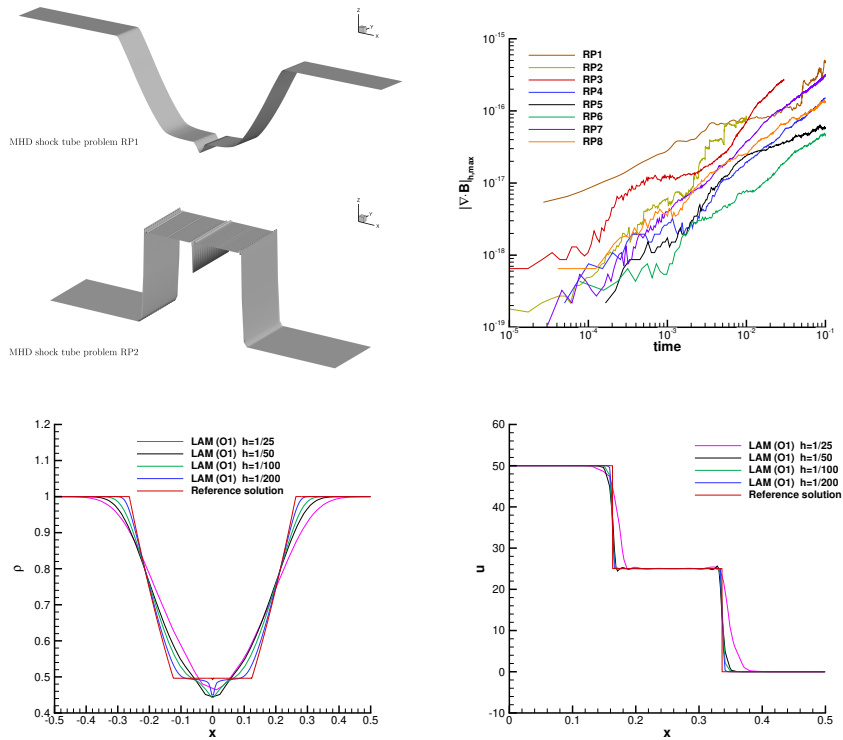 Z
Y
X
MHD shock tube problem RP1
Z
Y
X
MHD shock tube problem RP2
10-15
10-16
10-17
10-18
10-19
|∇·B|h,max
RP1
RP2
RP3
RP4
RP5
RP6
RP7
RP8
10-5 10-4 10-3 10-2 10-1
time
1.2
1.1
1
0.9
0.8
0.7
0.6
0.5
0.4
ρ
LAM (O1) h=1/25
LAM (O1) h=1/50
LAM (O1) h=1/100
LAM (O1) h=1/200
Reference solution
-0.5 -0.4 -0.3 -0.2 -0.1 0 0.1 0.2 0.3 0.4 0.5
x
60
50
40
30
20
10
0
-10
u
LAM (O1) h=1/25
LAM (O1) h=1/50
LAM (O1) h=1/100
LAM (O1) h=1/200
Reference solution
0 0.1 0.2 0.3 0.4 0.5
x